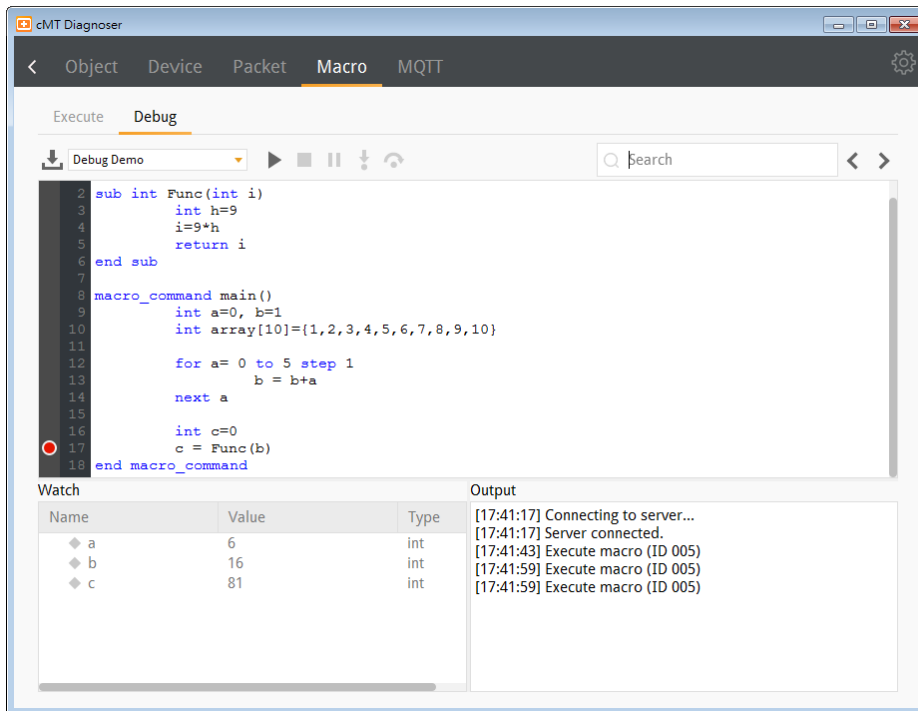 cMT Diagnoser
Object Device Packet Macro MQTT
Execute Debug
Debug Demo
Search
2 sub int Func(int i)
3 int h=9
4 i=9*h
5 return i
6 end sub
7
8 macro_command main()
9 int a=0, b=1
10 int array[10]={1,2,3,4,5,6,7,8,9,10}
11
12 for a= 0 to 5 step 1
13 b = b+a
14 next a
15
16 int c=0
17 c = Func(b)
18 end macro_command
Watch
Name Value Type
a 6 int
b 16 int
c 81 int
Output
[17:41:17] Connecting to server...
[17:41:17] Server connected.
[17:41:43] Execute macro (ID 005)
[17:41:59] Execute macro (ID 005)
[17:41:59] Execute macro (ID 005)